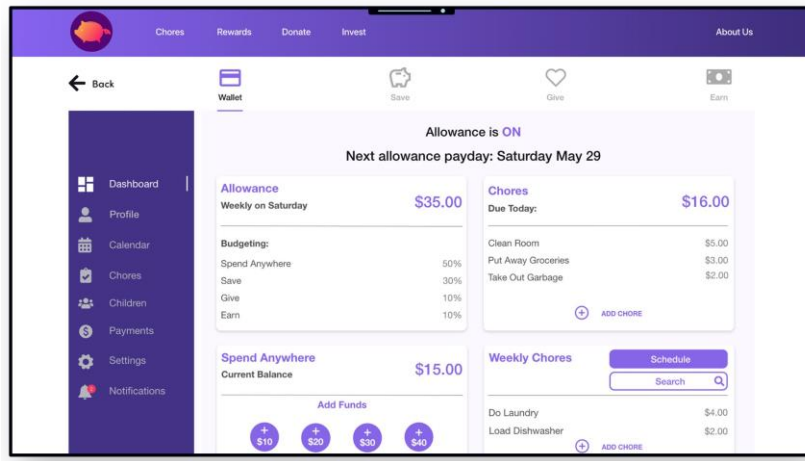 Chores Rewards Donate Invest About Us
Back
Wallet Save Give Earn
Allowance is ON
Next allowance payday: Saturday May 29
Dashboard
Profile
Calendar
Chores
Children
Payments
Settings
Notifications
Allowance
Weekly on Saturday $35.00
Budgeting:
Spend Anywhere 50%
Save 30%
Give 10%
Earn 10%
Chores
Due Today: $16.00
Clean Room $5.00
Put Away Groceries $3.00
Take Out Garbage $2.00
ADD CHORE
Spend Anywhere
Current Balance $15.00
Add Funds
+ + + +
$10 $20 $30 $40
Weekly Chores Schedule
Search
Do Laundry $4.00
Load Dishwasher $2.00
ADD CHORE